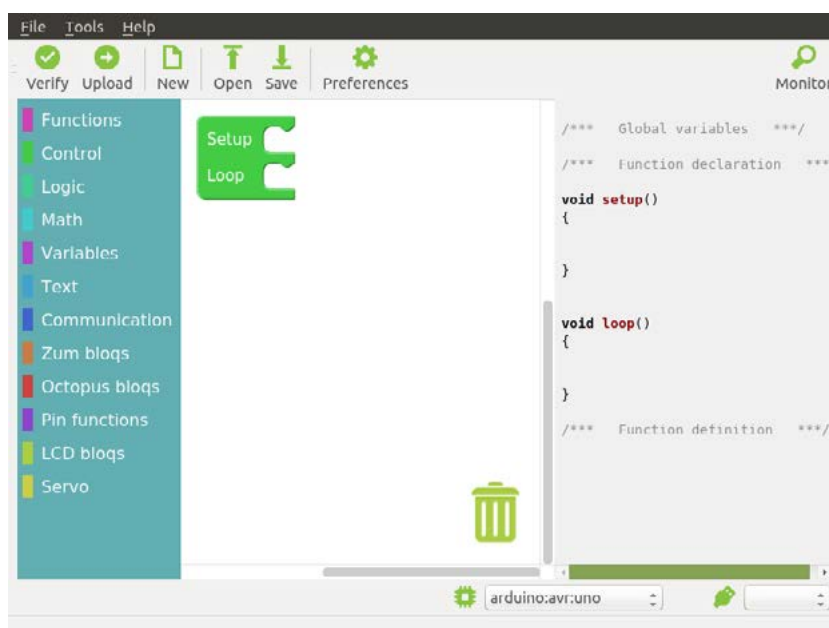 File Tools Help
Verify Upload New Open Save Preferences Monitor
Functions
Control
Logic
Math
Variables
Text
Communication
Zum bloqs
Octopus bloqs
Pin functions
LCD bloqs
Servo
Setup
Loop
/*** Global variables ***/
/*** Function declaration ***
void setup()
{
}
void loop()
{
}
/*** Function definition ***/
arduino:avr:uno